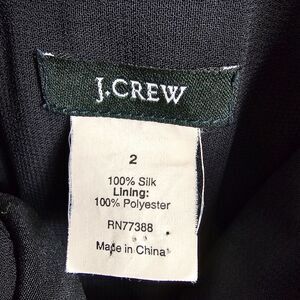 J.CREW
2
100% Silk
Lining:
100% Polyester
RN77388
Made in China